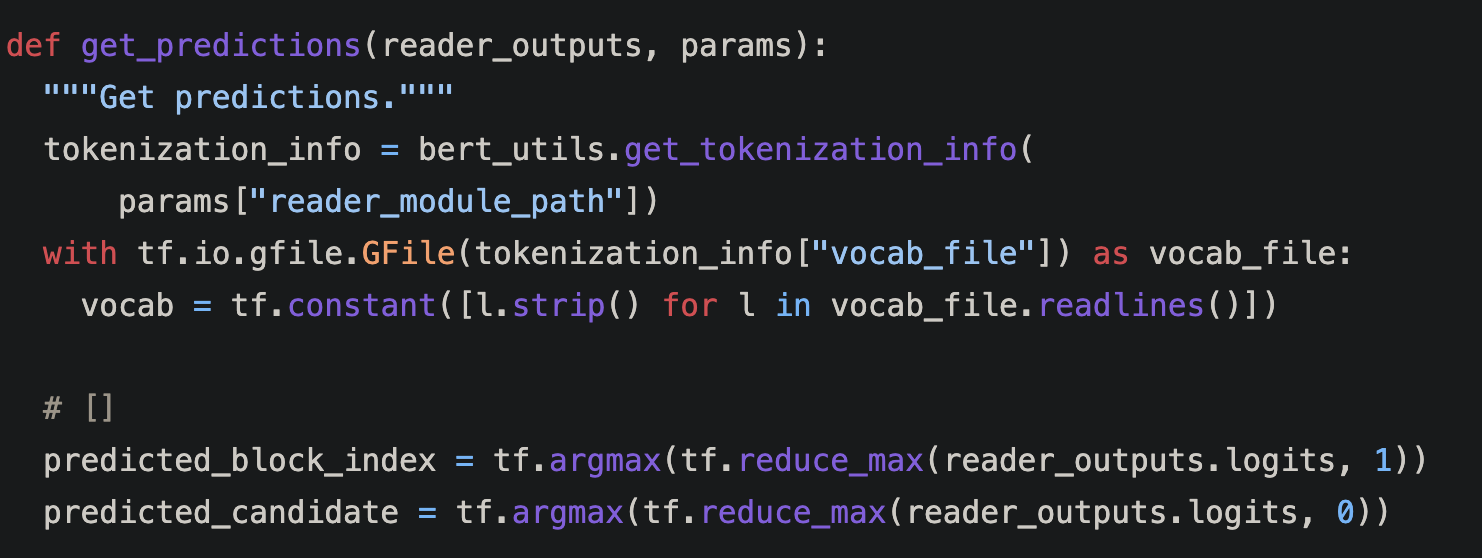 def get_predictions(reader_outputs, params):
  """Get predictions."""
  tokenization_info = bert_utils.get_tokenization_info(
      params["reader_module_path"])
  with tf.io.gfile.GFile(tokenization_info["vocab_file"]) as vocab_file:
    vocab = tf.constant([l.strip() for l in vocab_file.readlines()])

  # []
  predicted_block_index = tf.argmax(tf.reduce_max(reader_outputs.logits, 1))
  predicted_candidate = tf.argmax(tf.reduce_max(reader_outputs.logits, 0))